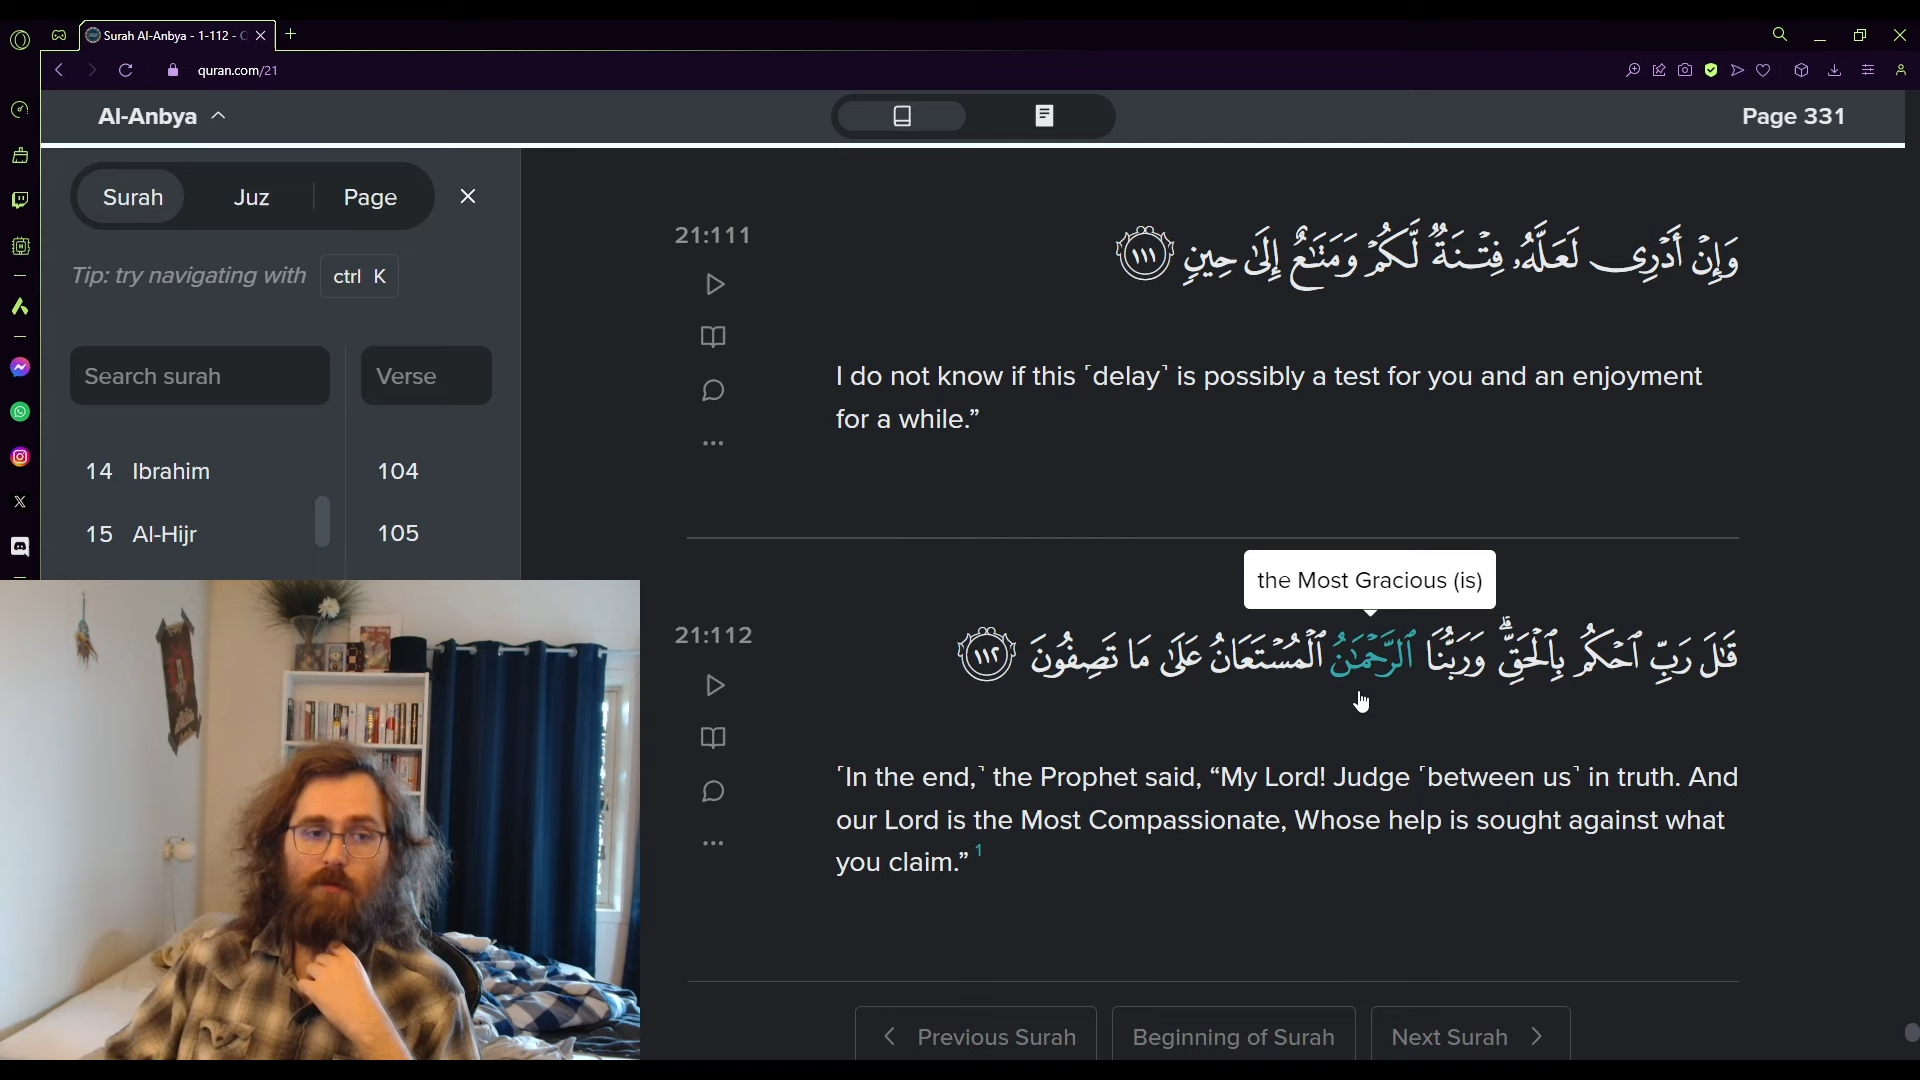 Surah Al-Anbya - 1-112 -
quran.com/21
Al-Anbya
Page 331
Surah
Juz
Page
Tip: try navigating with ctrl K
Search surah
Verse
14 Ibrahim
104
15 Al-Hijr
105
21:111
وَإِنْ أَدْرِى لَعَلَّهُۥ فِتْنَةٌ لَّكُمْ وَمَتَـٰعٌ إِلَىٰ حِينٍ ١١١
I do not know if this ˹delay˺ is possibly a test for you and an enjoyment
for a while.”
the Most Gracious (is)
21:112
قَـٰلَ رَبِّ ٱحْكُم بِٱلْحَقِّ ۗ وَرَبُّنَا ٱلرَّحْمَـٰنُ ٱلْمُسْتَعَانُ عَلَىٰ مَا تَصِفُونَ ١١٢
˹In the end,˺ the Prophet said, “My Lord! Judge ˹between us˺ in truth. And
our Lord is the Most Compassionate, Whose help is sought against what
you claim.” 1
Previous Surah
Beginning of Surah
Next Surah